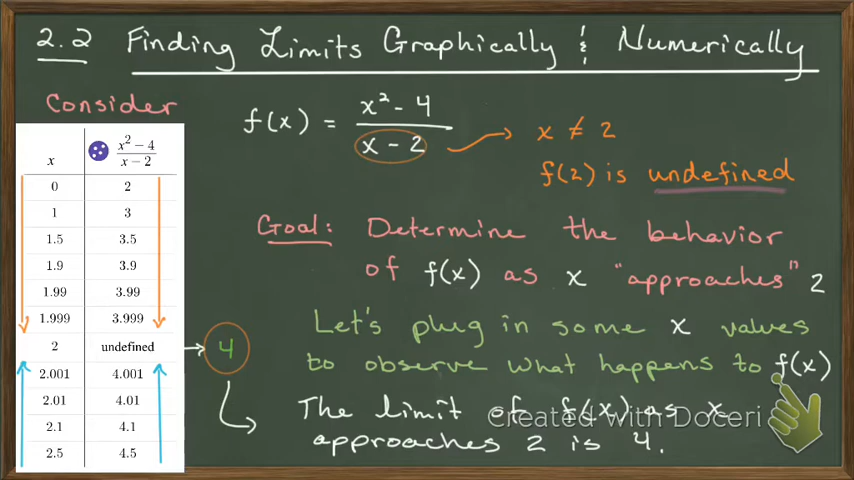 2.2 Finding Limits Graphically & Numerically
Consider
f(x) = x² - 4 / x - 2
x ≠ 2
f(2) is undefined
x | x² − 4 / x − 2
0 | 2
1 | 3
1.5 | 3.5
1.9 | 3.9
1.99 | 3.99
1.999 | 3.999
2 | undefined → 4
2.001 | 4.001
2.01 | 4.01
2.1 | 4.1
2.5 | 4.5
Goal: Determine the behavior
of f(x) as x "approaches" 2
Let's plug in some x values
to observe what happens to f(x)
The limit of f(x) as x
approaches 2 is 4.
Created with Doceri